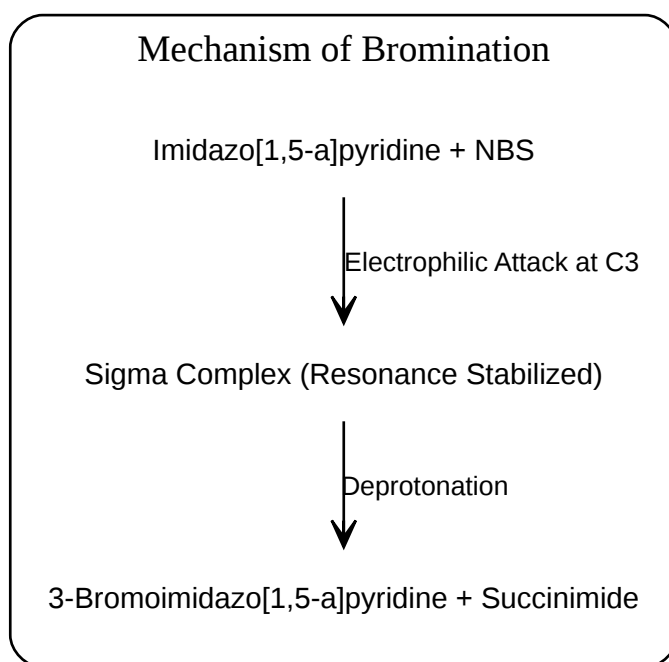 Mechanism of Bromination
Imidazo[1,5-a]pyridine + NBS
Electrophilic Attack at C3
Sigma Complex (Resonance Stabilized)
Deprotonation
3-Bromoimidazo[1,5-a]pyridine + Succinimide